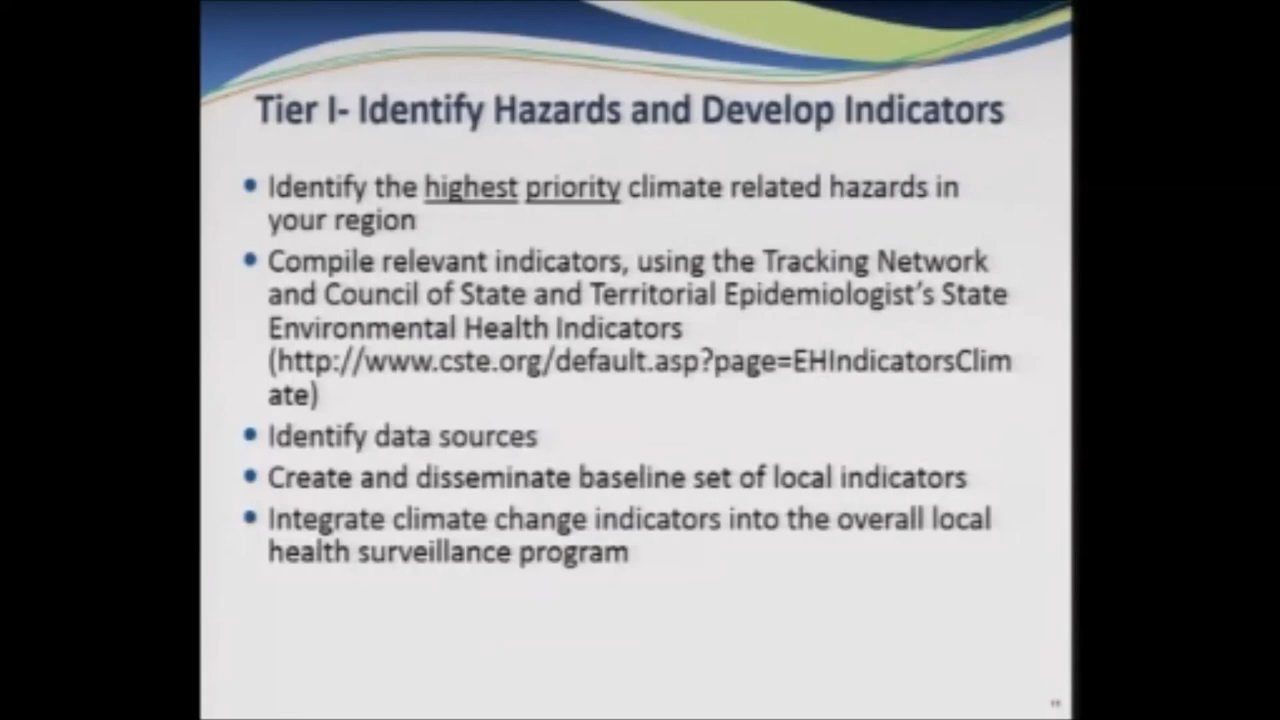 Tier I- Identify Hazards and Develop Indicators
• Identify the highest priority climate related hazards in
your region
• Compile relevant indicators, using the Tracking Network
and Council of State and Territorial Epidemiologist's State
Environmental Health Indicators
(http://www.cste.org/default.asp?page=EHIndicatorsClim
ate)
• Identify data sources
• Create and disseminate baseline set of local indicators
• Integrate climate change indicators into the overall local
health surveillance program